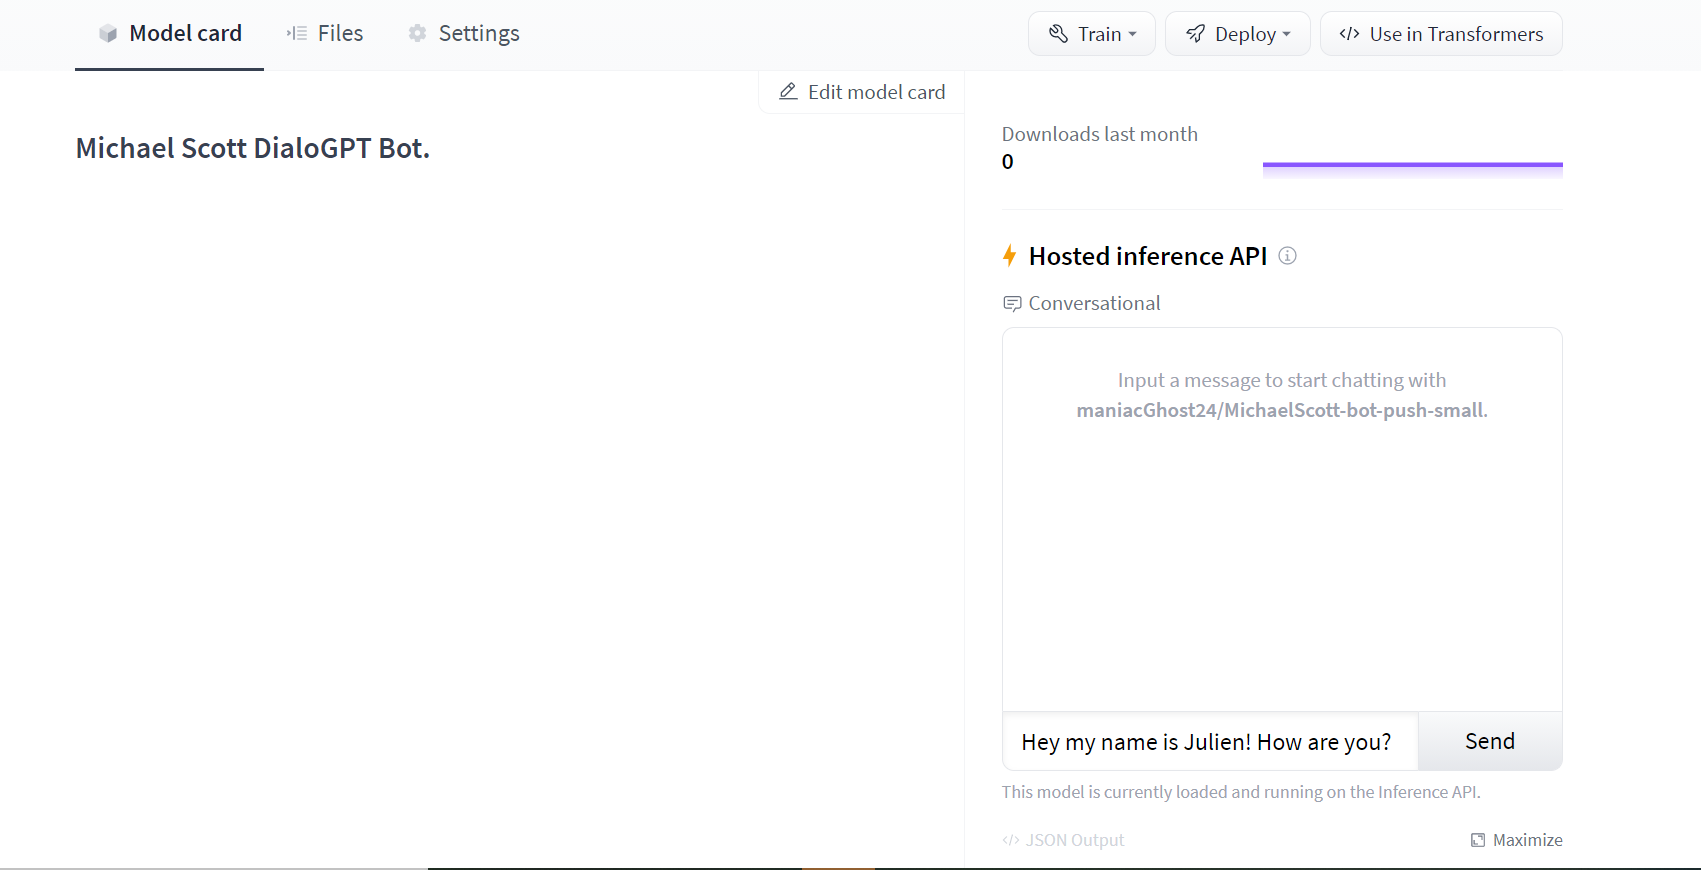 Model card Files Settings Train Deploy Use in Transformers
Edit model card
Michael Scott DialoGPT Bot.
Downloads last month
0
Hosted inference API
Conversational
Input a message to start chatting with
maniacGhost24/MichaelScott-bot-push-small.
Hey my name is Julien! How are you? Send
This model is currently loaded and running on the Inference API.
JSON Output Maximize